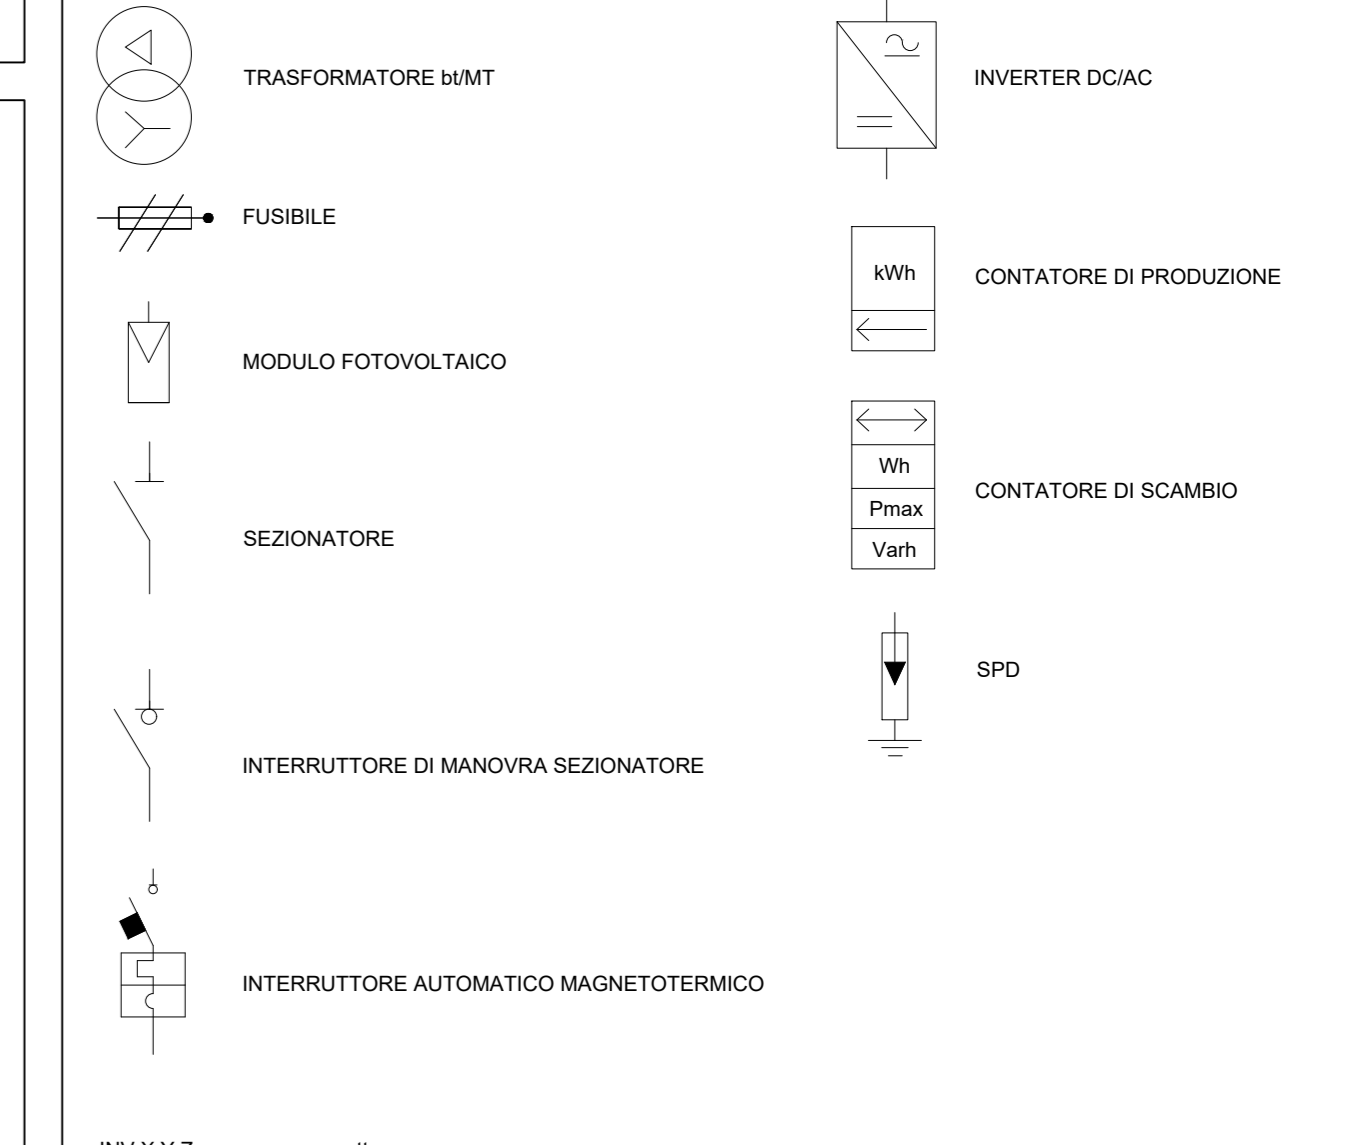 TRASFORMATORE bt/MT
FUSIBILE
MODULO FOTOVOLTAICO
SEZIONATORE
INTERRUTTORE DI MANOVRA SEZIONATORE
INTERRUTTORE AUTOMATICO MAGNETOTERMICO
INVERTER DC/AC
kWh
CONTATORE DI PRODUZIONE
Wh
Pmax
Varh
CONTATORE DI SCAMBIO
SPD